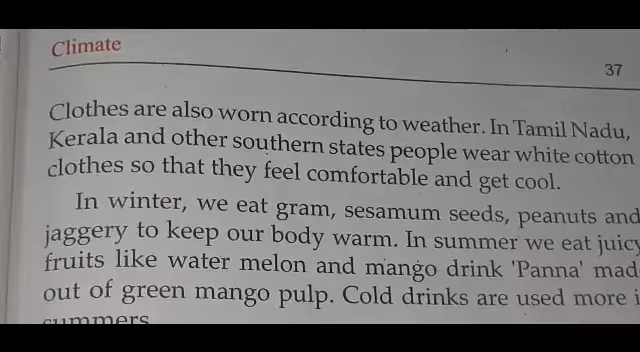 Climate
37
Clothes are also worn according to weather. In Tamil Nadu,
Kerala and other southern states people wear white cotton
clothes so that they feel comfortable and get cool.
In winter, we eat gram, sesamum seeds, peanuts and
jaggery to keep our body warm. In summer we eat juicy
fruits like water melon and mango drink 'Panna' mad
out of green mango pulp. Cold drinks are used more i
summers